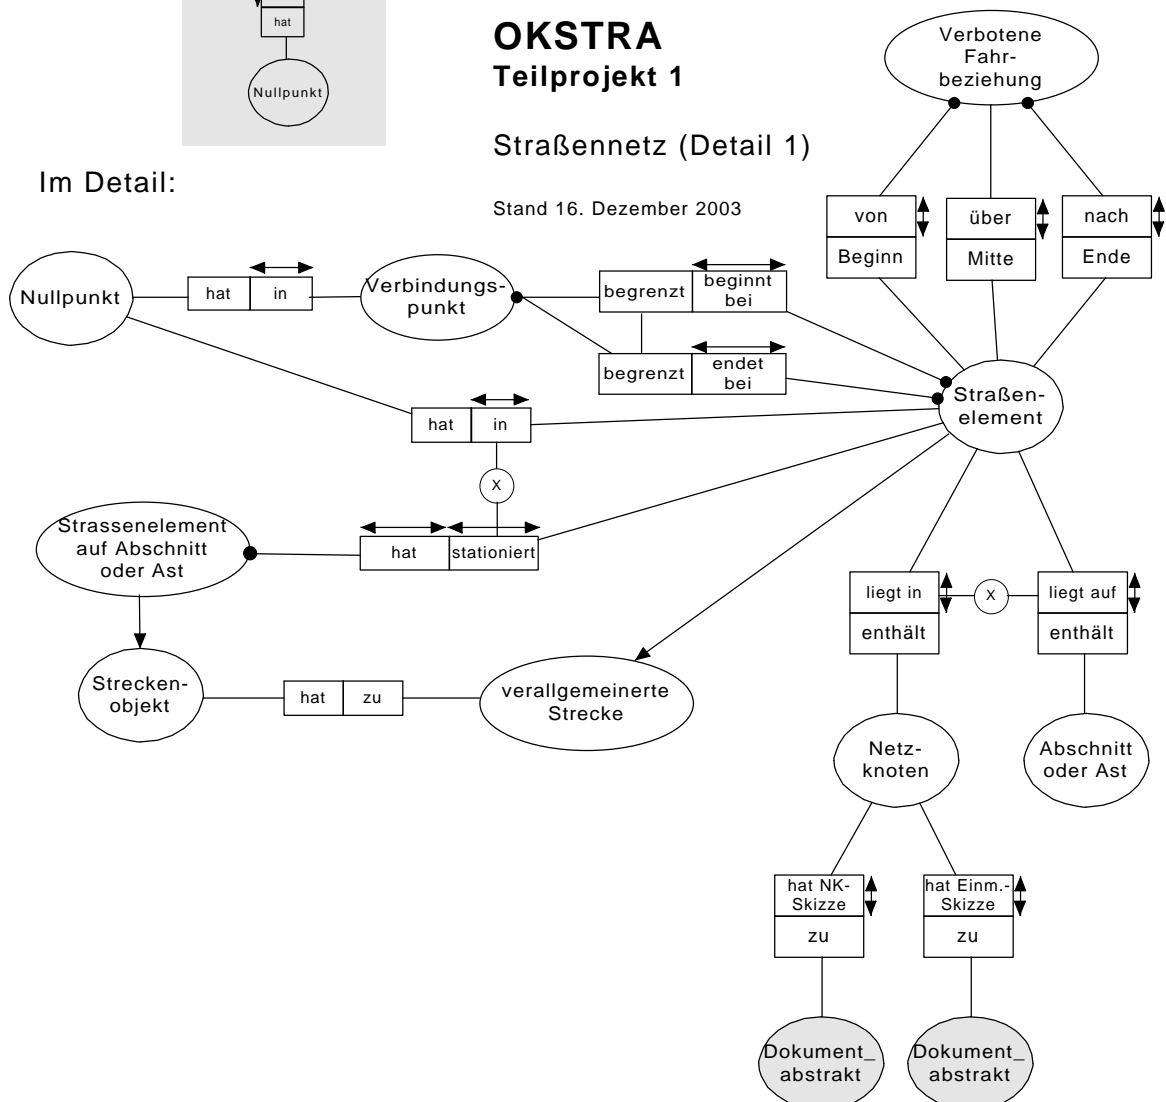 hat
Nullpunkt
OKSTRA
Teilprojekt 1
Straßennetz (Detail 1)
Stand 16. Dezember 2003
Im Detail:
Verbotene
Fahr-
beziehung
von
Beginn
über
Mitte
nach
Ende
Nullpunkt
hat
in
Verbindungs-
punkt
begrenzt
beginnt
bei
begrenzt
endet
bei
Straßen-
element
hat
in
X
Strassenelement
auf Abschnitt
oder Ast
hat
stationiert
liegt in
enthält
X
liegt auf
enthält
Strecken-
objekt
hat
zu
verallgemeinerte
Strecke
Netz-
knoten
Abschnitt
oder Ast
hat NK-
Skizze
zu
hat Einm.-
Skizze
zu
Dokument_
abstrakt
Dokument_
abstrakt